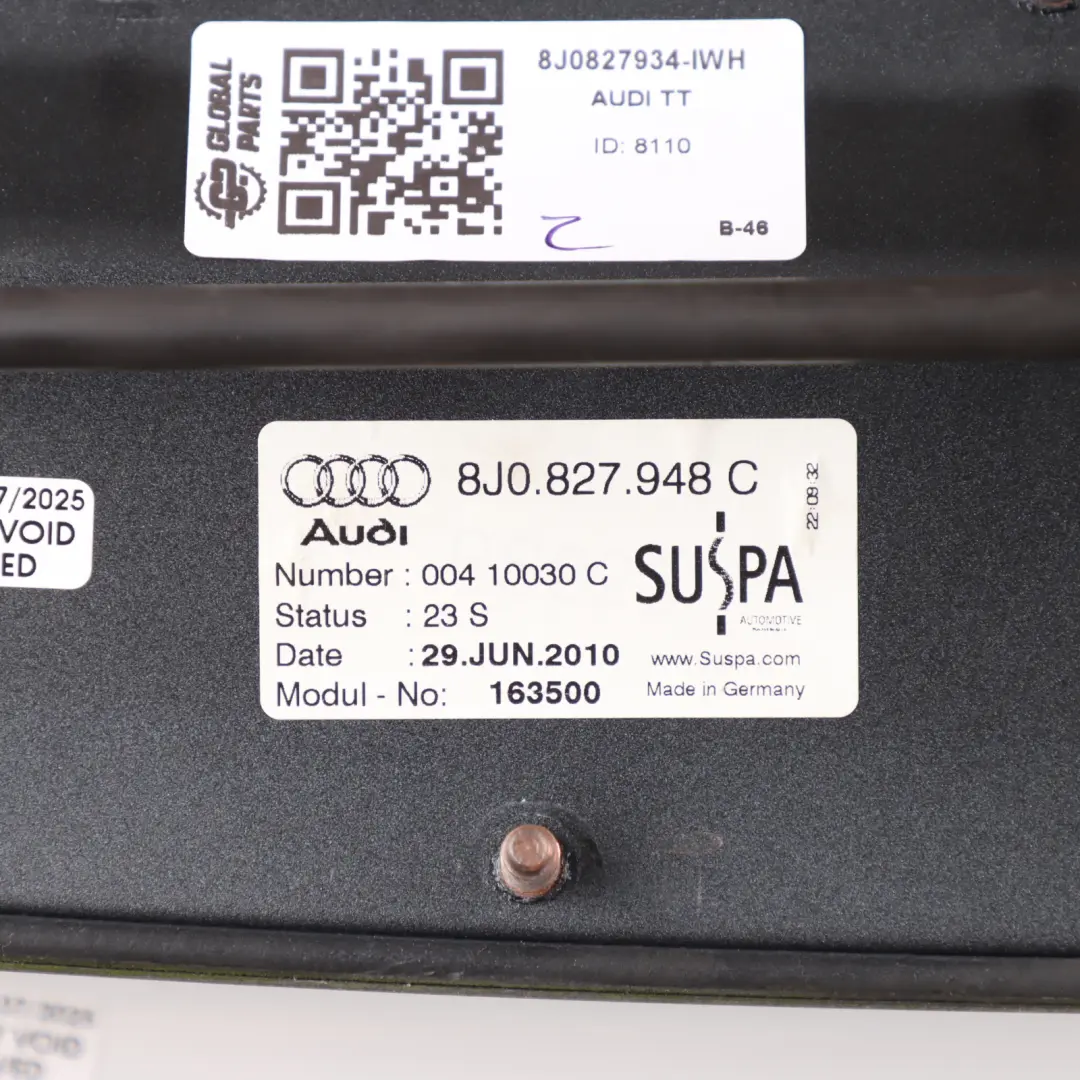 GLOBAL
PARTS
8J0827934-IWH
AUDI TT
ID: 8110
B-46
7/2025
VOID
ED
8J0.827.948 C
22:09:32
Audi
Number : 004 10030 C
SUSPA
AUTOMOTIVE
Status : 23 S
Date : 29.JUN.2010
www.Suspa.com
Modul - No: 163500
Made in Germany
VOID